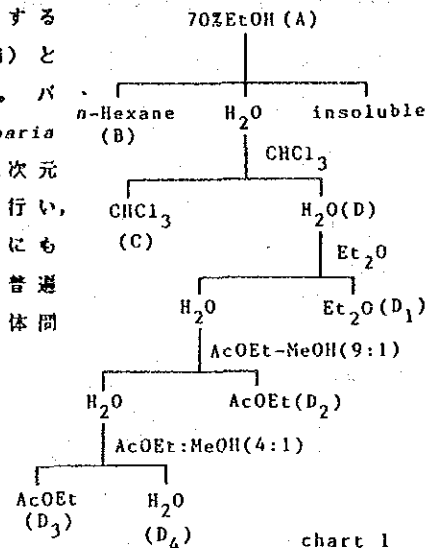 する
) と
。 パ
paria
次元
行い,
にも
普遍
体間
70%EtOH(A)
n-Hexane
(B)
H₂O
insoluble
CHCl₃
CHCl₃
(C)
H₂O(D)
Et₂O
H₂O
Et₂O(D₁)
AcOEt-MeOH(9:1)
H₂O
AcOEt(D₂)
AcOEt:MeOH(4:1)
AcOEt
(D₃)
H₂O
(D₄)
chart 1